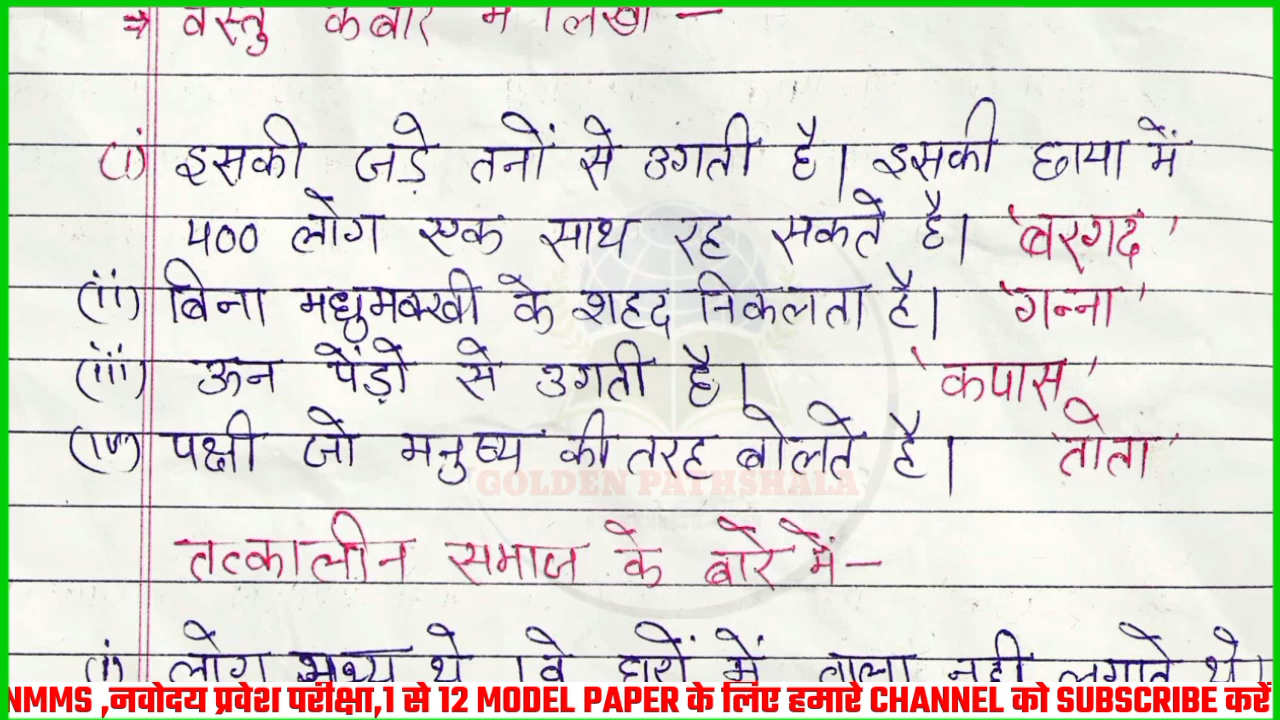 ⇒ वस्तु के बारे में लिखो –
(i) इसकी जड़े तनों से उगती है। इसकी छाया में
400 लोग एक साथ रह सकते है। 'बरगद'
(ii) बिना मधुमक्खी के शहद निकलता है। 'गन्ना'
(iii) ऊन पेंड़ो से उगती है। 'कपास'
(iv) पक्षी जो मनुष्य की तरह बोलते है। 'तोता'
GOLDEN PATHSHALA
तत्कालीन समाज के बारे में –
(i) लोग सभ्य थे। वे घरों में ताला नही लगाते थे।
NMMS ,नवोदय प्रवेश परीक्षा,1 से 12 MODEL PAPER के लिए हमारे CHANNEL को SUBSCRIBE करें